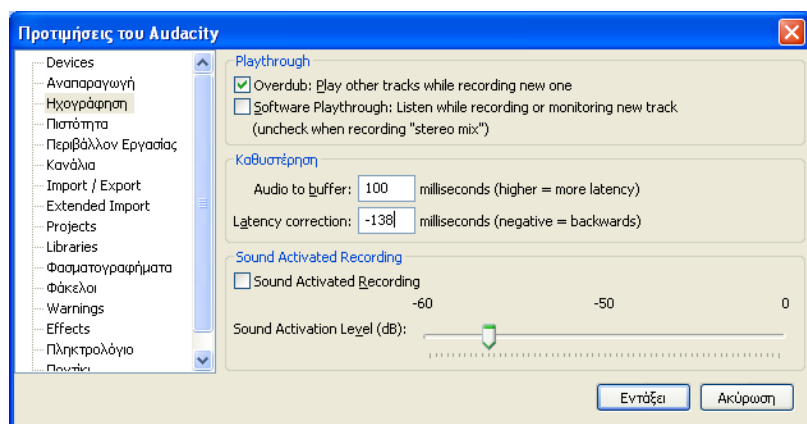 Προτιμήσεις του Audacity
Devices
Αναπαραγωγή
Ηχογράφηση
Πιστότητα
Περιβάλλον Εργασίας
Κανάλια
Import / Export
Extended Import
Projects
Libraries
Φασματογραφήματα
Φάκελοι
Warnings
Effects
Πληκτρολόγιο
Ποντίκι
Playthrough
Overdub: Play other tracks while recording new one
Software Playthrough: Listen while recording or monitoring new track
(uncheck when recording "stereo mix")
Καθυστέρηση
Audio to buffer: 100 milliseconds (higher = more latency)
Latency correction: -138 milliseconds (negative = backwards)
Sound Activated Recording
Sound Activated Recording
-60 -50 0
Sound Activation Level (dB):
Εντάξει Ακύρωση